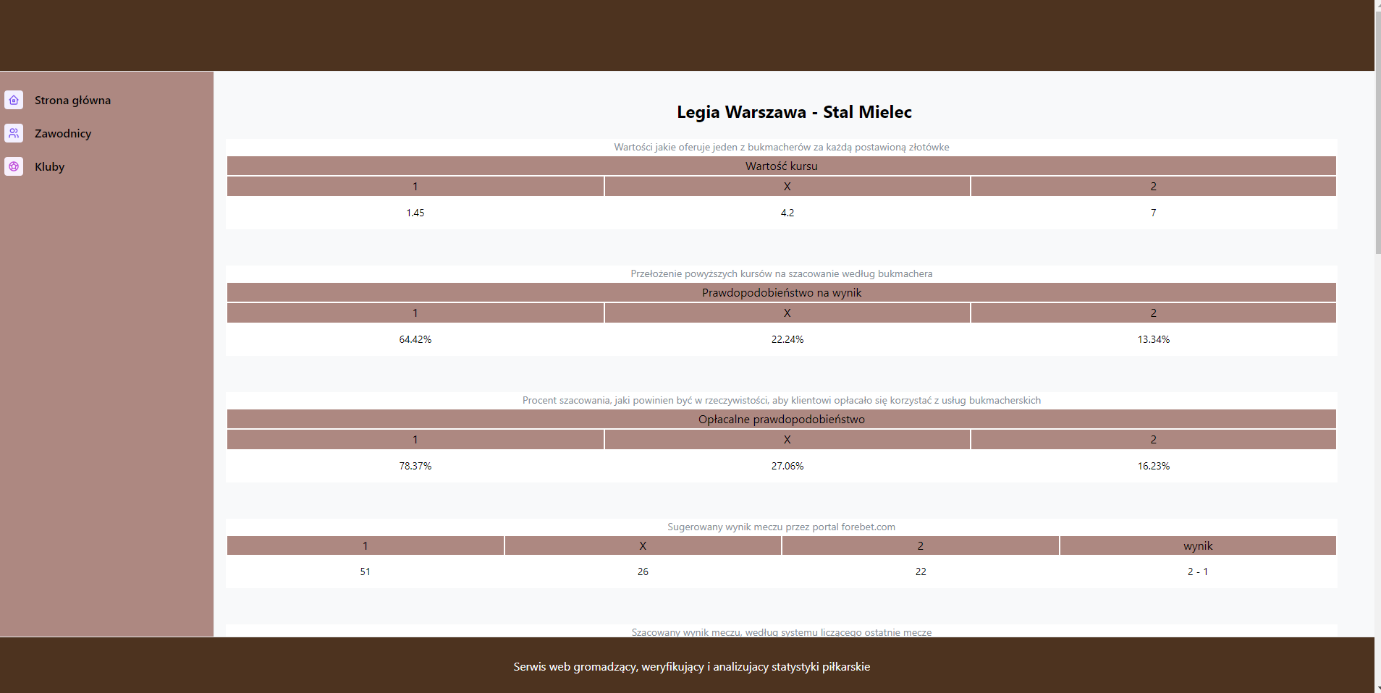 Strona główna
Zawodnicy
Kluby
Legia Warszawa - Stal Mielec
Wartości jakie oferuje jeden z bukmacherów za każdą postawioną złotówke
Wartość kursu
1 X 2
1.45 4.2 7
Przełożenie powyższych kursów na szacowanie według bukmachera
Prawdopodobieństwo na wynik
1 X 2
64.42% 22.24% 13.34%
Procent szacowania, jaki powinien być w rzeczywistości, aby klientowi opłacało się korzystać z usług bukmacherskich
Opłacalne prawdopodobieństwo
1 X 2
78.37% 27.06% 16.23%
Sugerowany wynik meczu przez portal forebet.com
1 X 2 wynik
51 26 22 2 - 1
Szacowany wynik meczu, według systemu liczącego ostatnie mecze
Serwis web gromadzący, weryfikujący i analizujacy statystyki piłkarskie